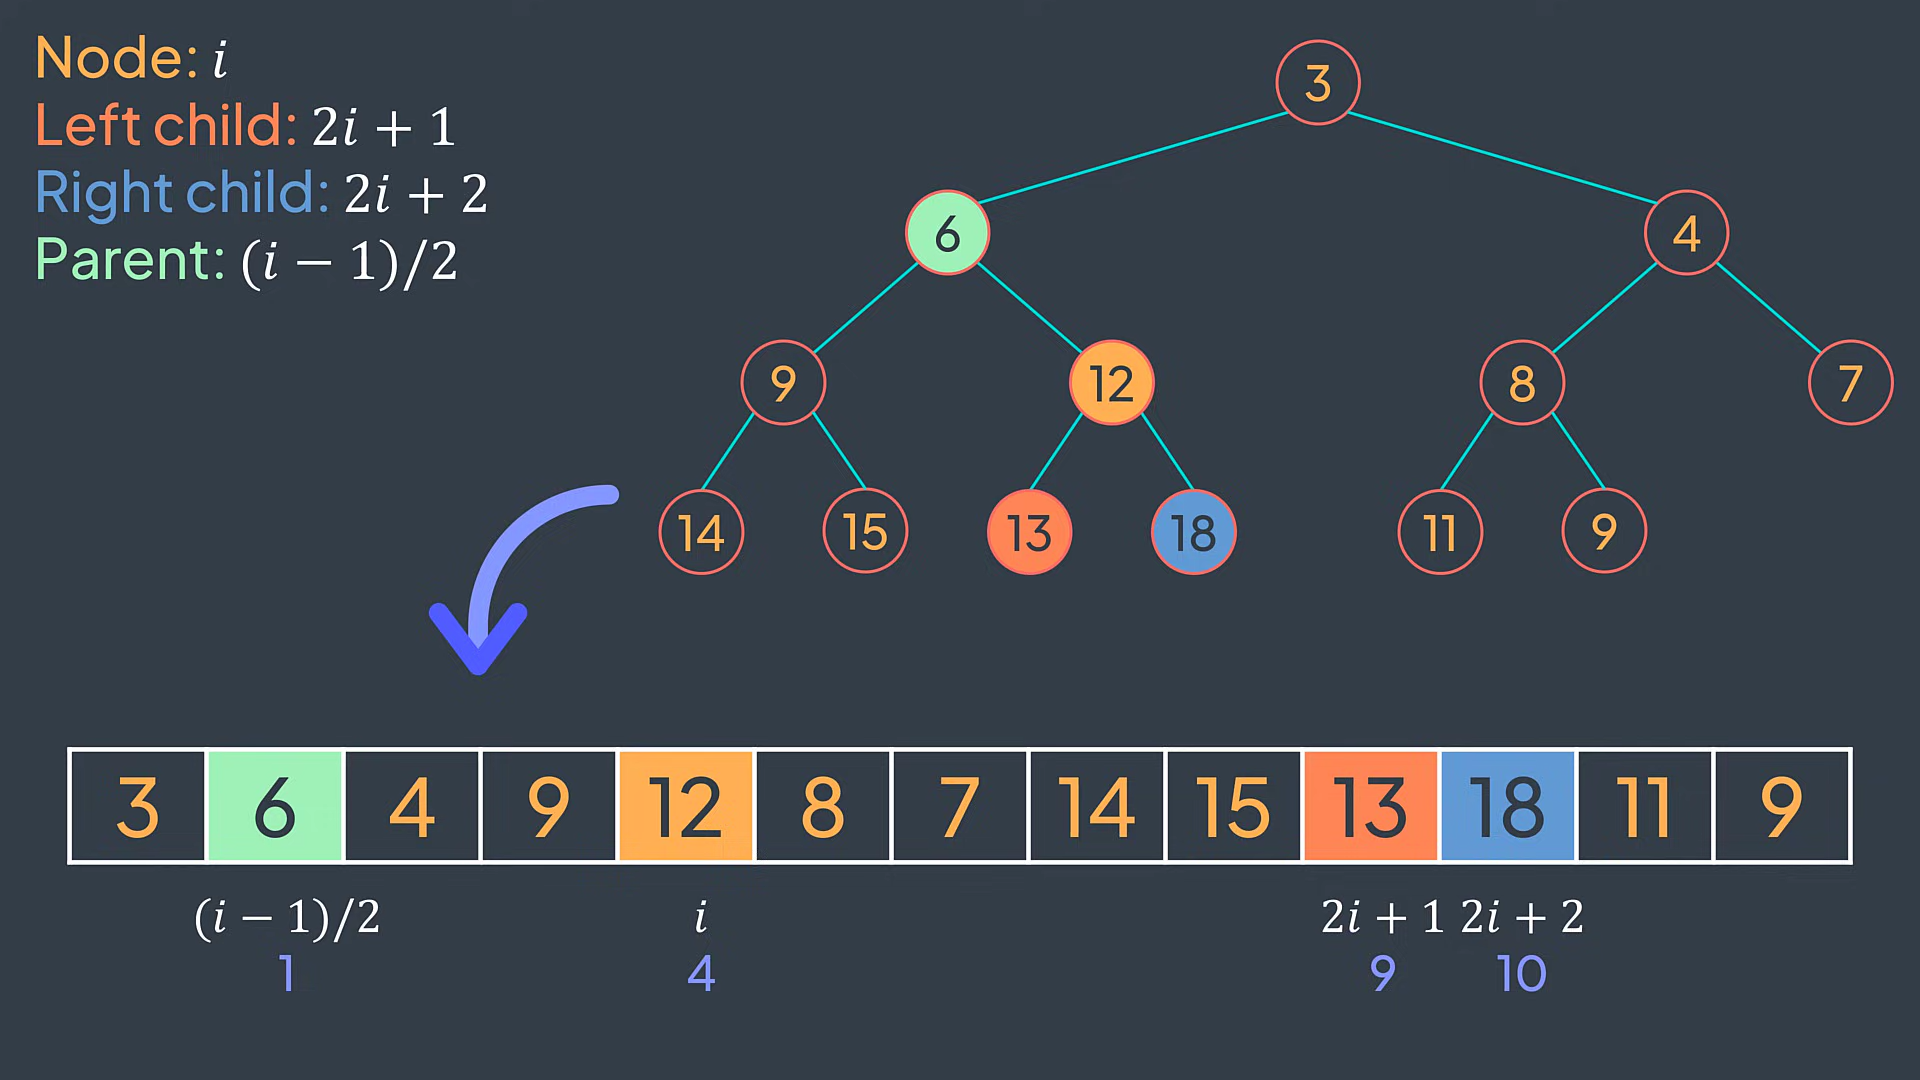 Node: i
Left child: 2i + 1
Right child: 2i + 2
Parent: (i − 1)/2
3
6 4
9 12 8 7
14 15 13 18 11 9
3 6 4 9 12 8 7 14 15 13 18 11 9
(i − 1)/2 i 2i + 1 2i + 2
1 4 9 10